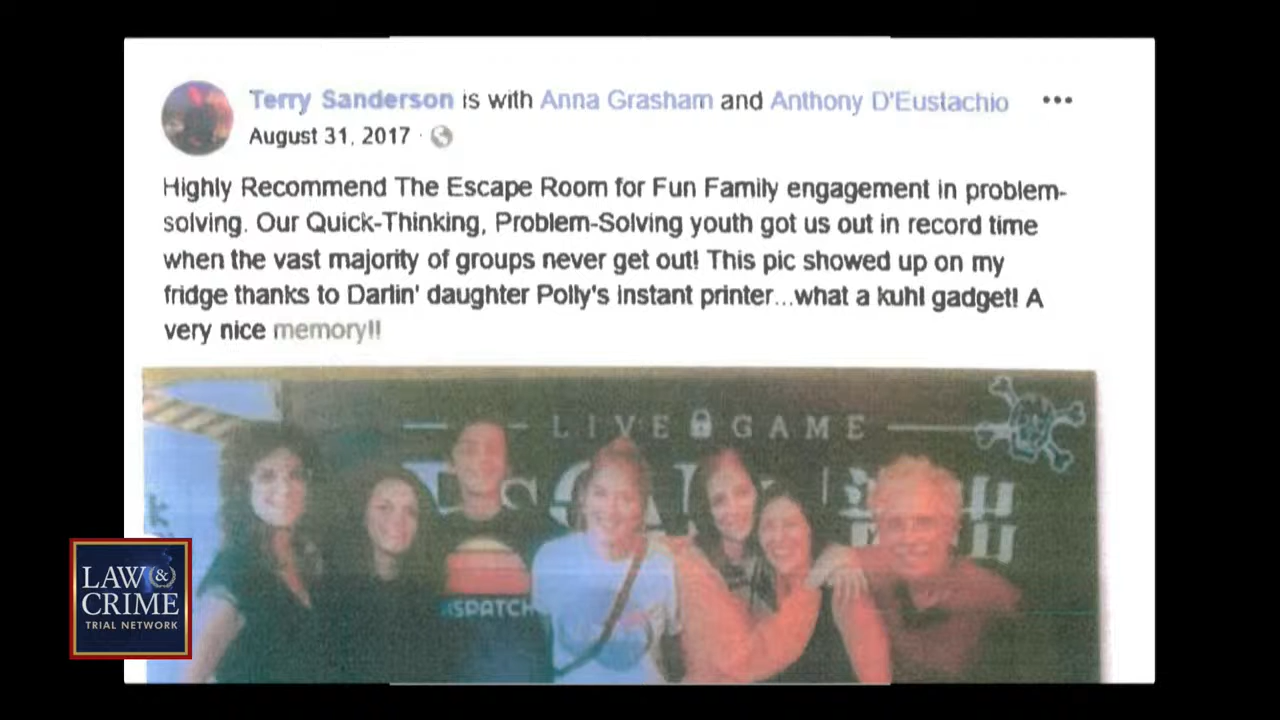 Terry Sanderson is with Anna Grasham and Anthony D'Eustachio
August 31, 2017 ·
Highly Recommend The Escape Room for Fun Family engagement in problem-
solving. Our Quick-Thinking, Problem-Solving youth got us out in record time
when the vast majority of groups never get out! This pic showed up on my
fridge thanks to Darlin' daughter Polly's instant printer...what a kuhl gadget! A
very nice memory!!
LIVE GAME
SPATCH
LAW &
CRIME
TRIAL NETWORK